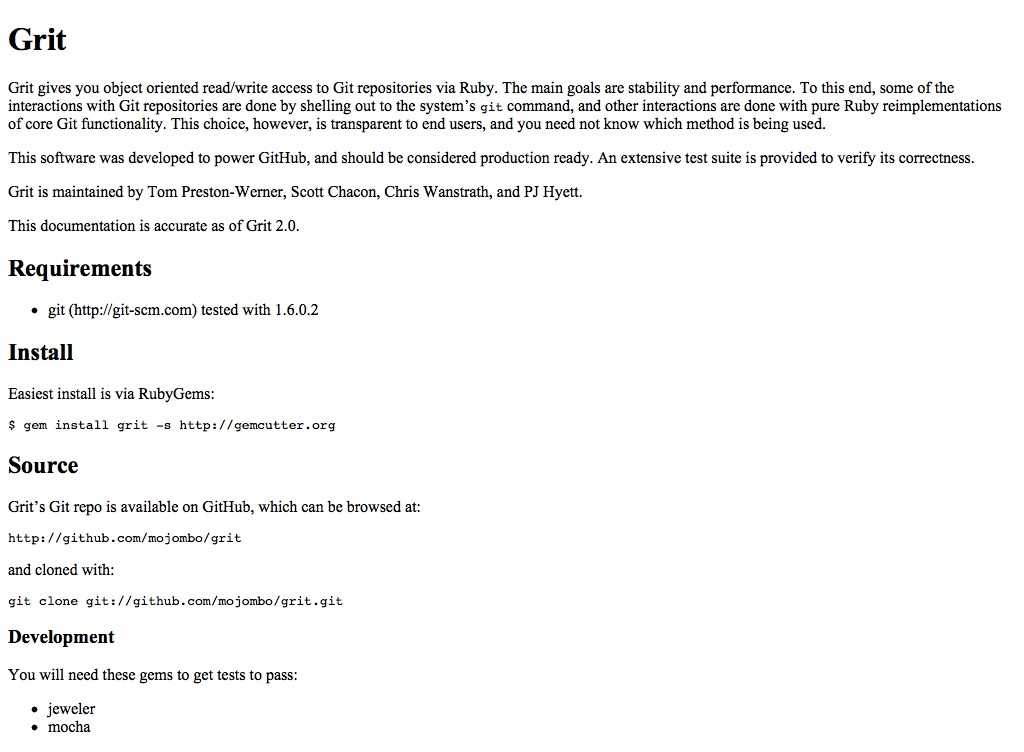 Grit
Grit gives you object oriented read/write access to Git repositories via Ruby. The main goals are stability and performance. To this end, some of the
interactions with Git repositories are done by shelling out to the system’s git command, and other interactions are done with pure Ruby reimplementations
of core Git functionality. This choice, however, is transparent to end users, and you need not know which method is being used.
This software was developed to power GitHub, and should be considered production ready. An extensive test suite is provided to verify its correctness.
Grit is maintained by Tom Preston-Werner, Scott Chacon, Chris Wanstrath, and PJ Hyett.
This documentation is accurate as of Grit 2.0.
Requirements
• git (http://git-scm.com) tested with 1.6.0.2
Install
Easiest install is via RubyGems:
$ gem install grit -s http://gemcutter.org
Source
Grit’s Git repo is available on GitHub, which can be browsed at:
http://github.com/mojombo/grit
and cloned with:
git clone git://github.com/mojombo/grit.git
Development
You will need these gems to get tests to pass:
• jeweler
• mocha